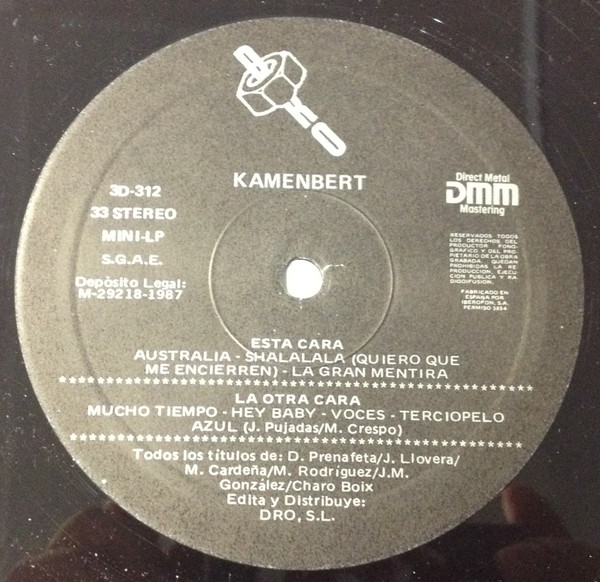 DRO
KAMENBERT
3D-312
33 STEREO
MINI-LP
S.G.A.E.
Depòsito Legal:
M-29218-1987
Direct Metal
DMM
Mastering
RESERVADOS TODOS
LOS DERECHOS DEL
PRODUCTOR FONO-
GRAFICO Y DEL PRO-
PIETARIO DE LA OBRA
GRABADA. QUEDAN
PROHIBIDAS LA RE-
PRODUCCION, EJECU-
CION PUBLICA Y RA-
DIODIFUSION.
FABRICADO EN
ESPAÑA POR
IBEROFON, S.A.
PERMISO 1654
ESTA CARA
AUSTRALIA - SHALALALA (QUIERO QUE
ME ENCIERREN) - LA GRAN MENTIRA
LA OTRA CARA
MUCHO TIEMPO - HEY BABY - VOCES - TERCIOPELO
AZUL (J. Pujadas/M. Crespo)
Todos los títulos de: D. Prenafeta/J. Llovera/
M. Cardeña/M. Rodríguez/J.M.
González/Charo Boix
Edita y Distribuye:
DRO, S.L.